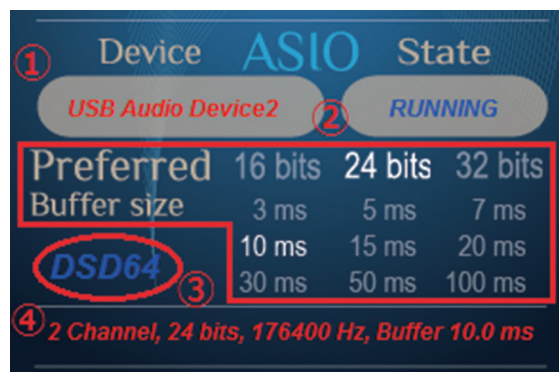 ① Device ASIO State
USB Audio Device2 ② RUNNING
Preferred 16 bits 24 bits 32 bits
Buffer size 3 ms 5 ms 7 ms
10 ms 15 ms 20 ms
DSD64 ③ 30 ms 50 ms 100 ms
④ 2 Channel, 24 bits, 176400 Hz, Buffer 10.0 ms